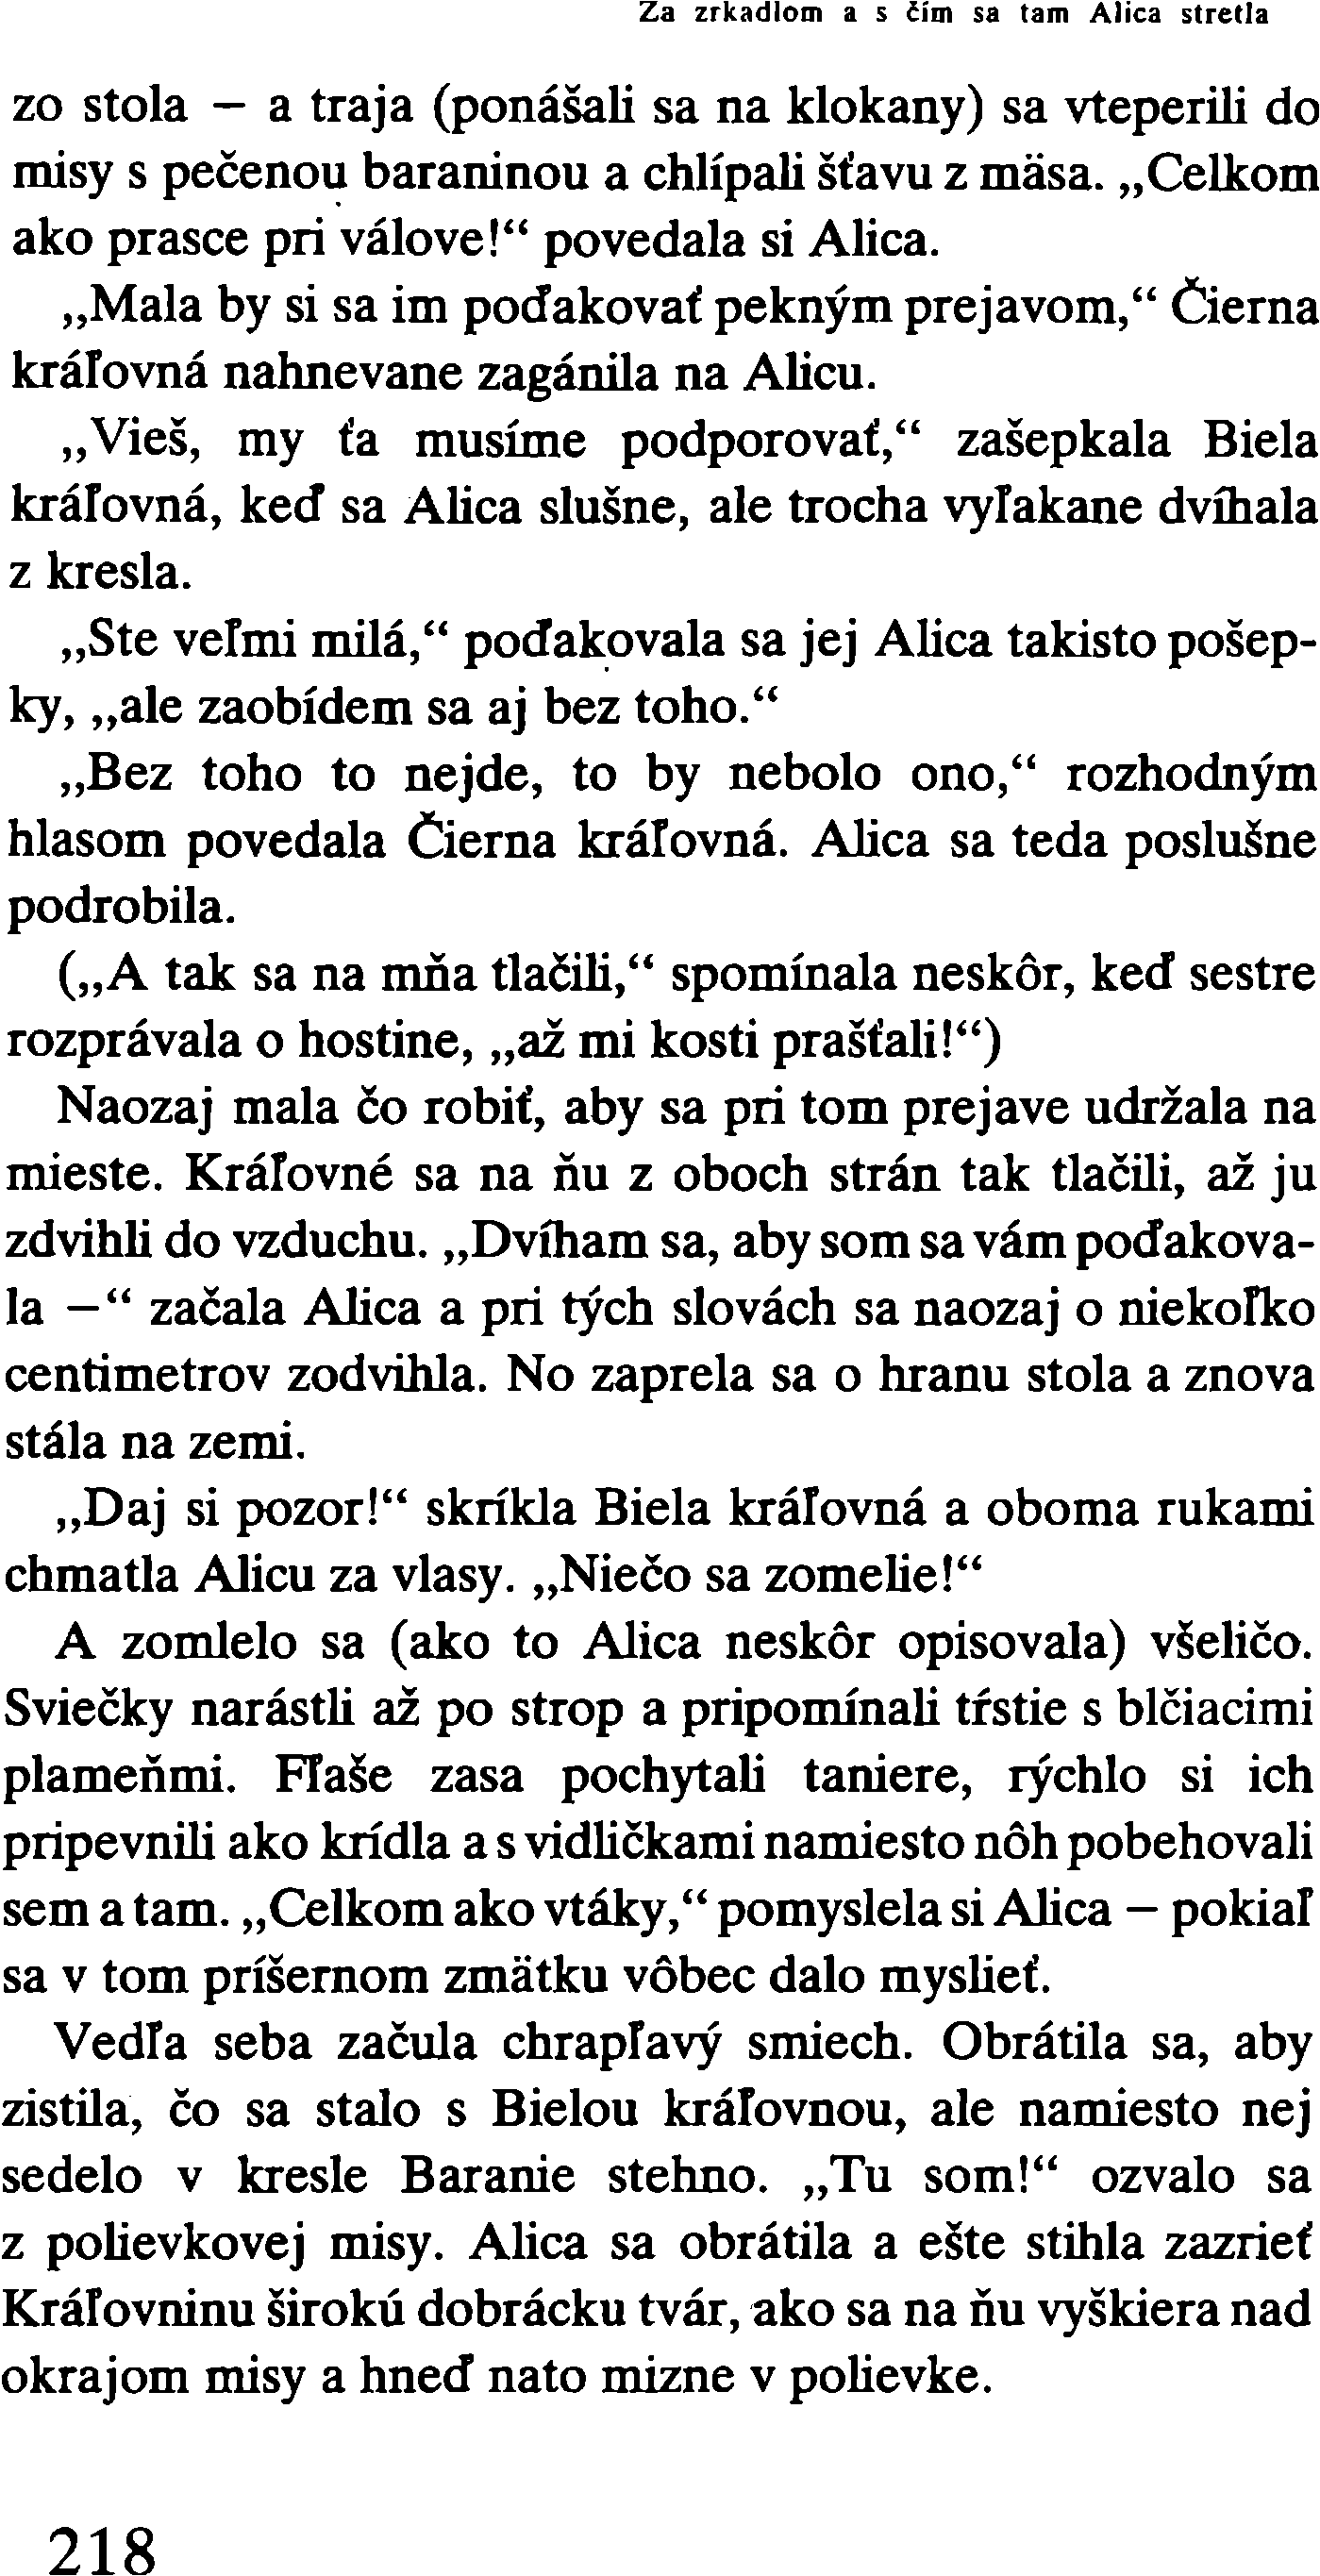 Za zrkadlom a s čím sa tam Alica stretla
zo stola – a traja (ponášali sa na klokany) sa vteperili do
misy s pečenou baraninou a chlípali šťavu z mäsa. „Celkom
ako prasce pri válove!“ povedala si Alica.
„Mala by si sa im poďakovať pekným prejavom,“ Čierna
kráľovná nahnevane zagánila na Alicu.
„Vieš, my ťa musíme podporovať,“ zašepkala Biela
kráľovná, keď sa Alica slušne, ale trocha vyľakane dvíhala
z kresla.
„Ste veľmi milá,“ poďakovala sa jej Alica takisto pošep-
ky, „ale zaobídem sa aj bez toho.“
„Bez toho to nejde, to by nebolo ono,“ rozhodným
hlasom povedala Čierna kráľovná. Alica sa teda poslušne
podrobila.
(„A tak sa na mňa tlačili,“ spomínala neskôr, keď sestre
rozprávala o hostine, „až mi kosti prašťali!“)
Naozaj mala čo robiť, aby sa pri tom prejave udržala na
mieste. Kráľovné sa na ňu z oboch strán tak tlačili, až ju
zdvihli do vzduchu. „Dvíham sa, aby som sa vám poďakova-
la –“ začala Alica a pri tých slovách sa naozaj o niekoľko
centimetrov zodvihla. No zaprela sa o hranu stola a znova
stála na zemi.
„Daj si pozor!“ skríkla Biela kráľovná a oboma rukami
chmatla Alicu za vlasy. „Niečo sa zomelie!“
A zomlelo sa (ako to Alica neskôr opisovala) všeličo.
Sviečky narástli až po strop a pripomínali tŕstie s blčiacimi
plameňmi. Fľaše zasa pochytali taniere, rýchlo si ich
pripevnili ako krídla a s vidličkami namiesto nôh pobehovali
sem a tam. „Celkom ako vtáky,“ pomyslela si Alica – pokiaľ
sa v tom príšernom zmätku vôbec dalo myslieť.
Vedľa seba začula chrapľavý smiech. Obrátila sa, aby
zistila, čo sa stalo s Bielou kráľovnou, ale namiesto nej
sedelo v kresle Baranie stehno. „Tu som!“ ozvalo sa
z polievkovej misy. Alica sa obrátila a ešte stihla zazrieť
Kráľovninu širokú dobrácku tvár, ako sa na ňu vyškiera nad
okrajom misy a hneď nato mizne v polievke.
218